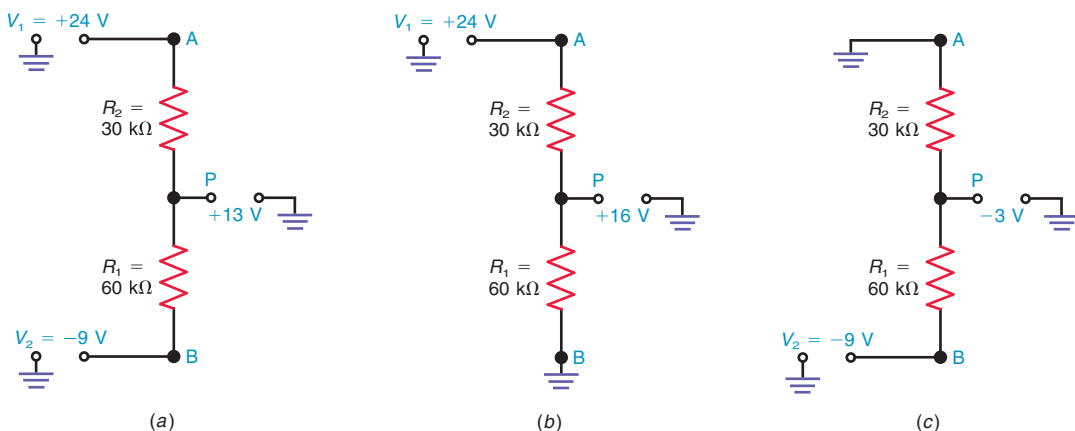 V₁ = +24 V
A
R₂ =
30 kΩ
P
+13 V
R₁ =
60 kΩ
V₂ = −9 V
B
(a)
V₁ = +24 V
A
R₂ =
30 kΩ
P
+16 V
R₁ =
60 kΩ
B
(b)
A
R₂ =
30 kΩ
P
−3 V
R₁ =
60 kΩ
V₂ = −9 V
B
(c)